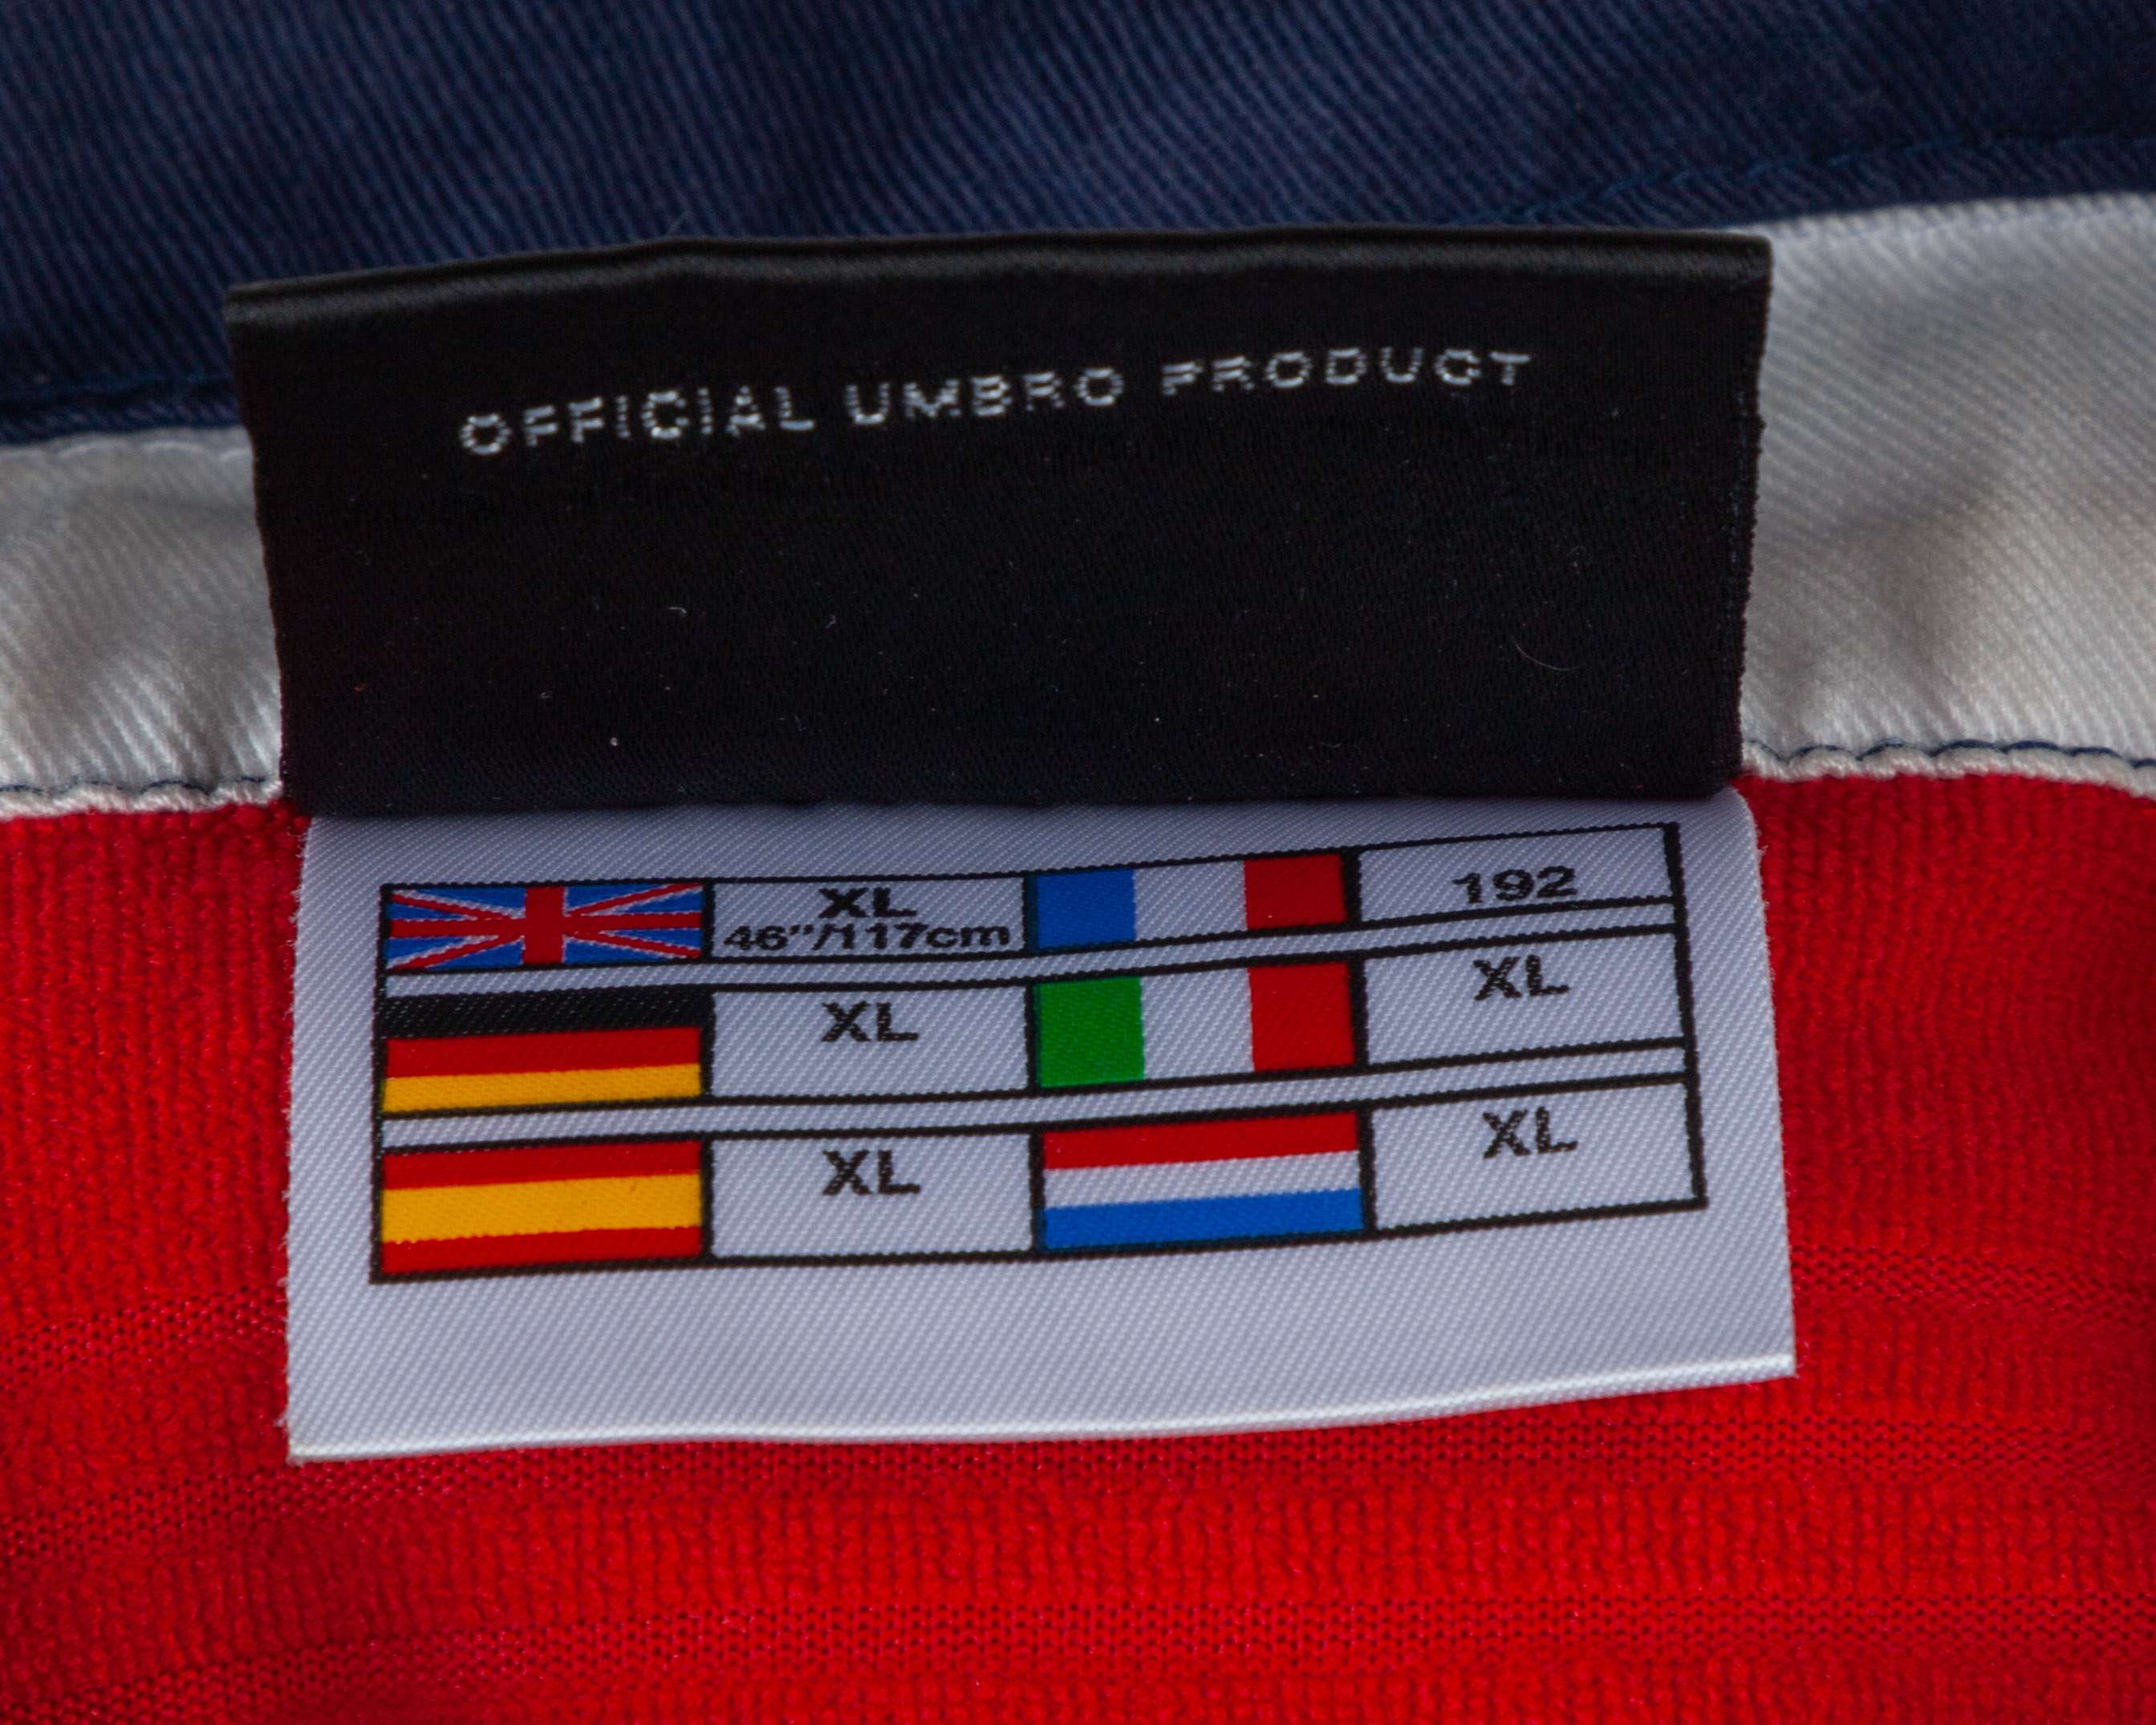 OFFICIAL UMBRO PRODUCT
XL
46"/117cm
192
XL
XL
XL
XL